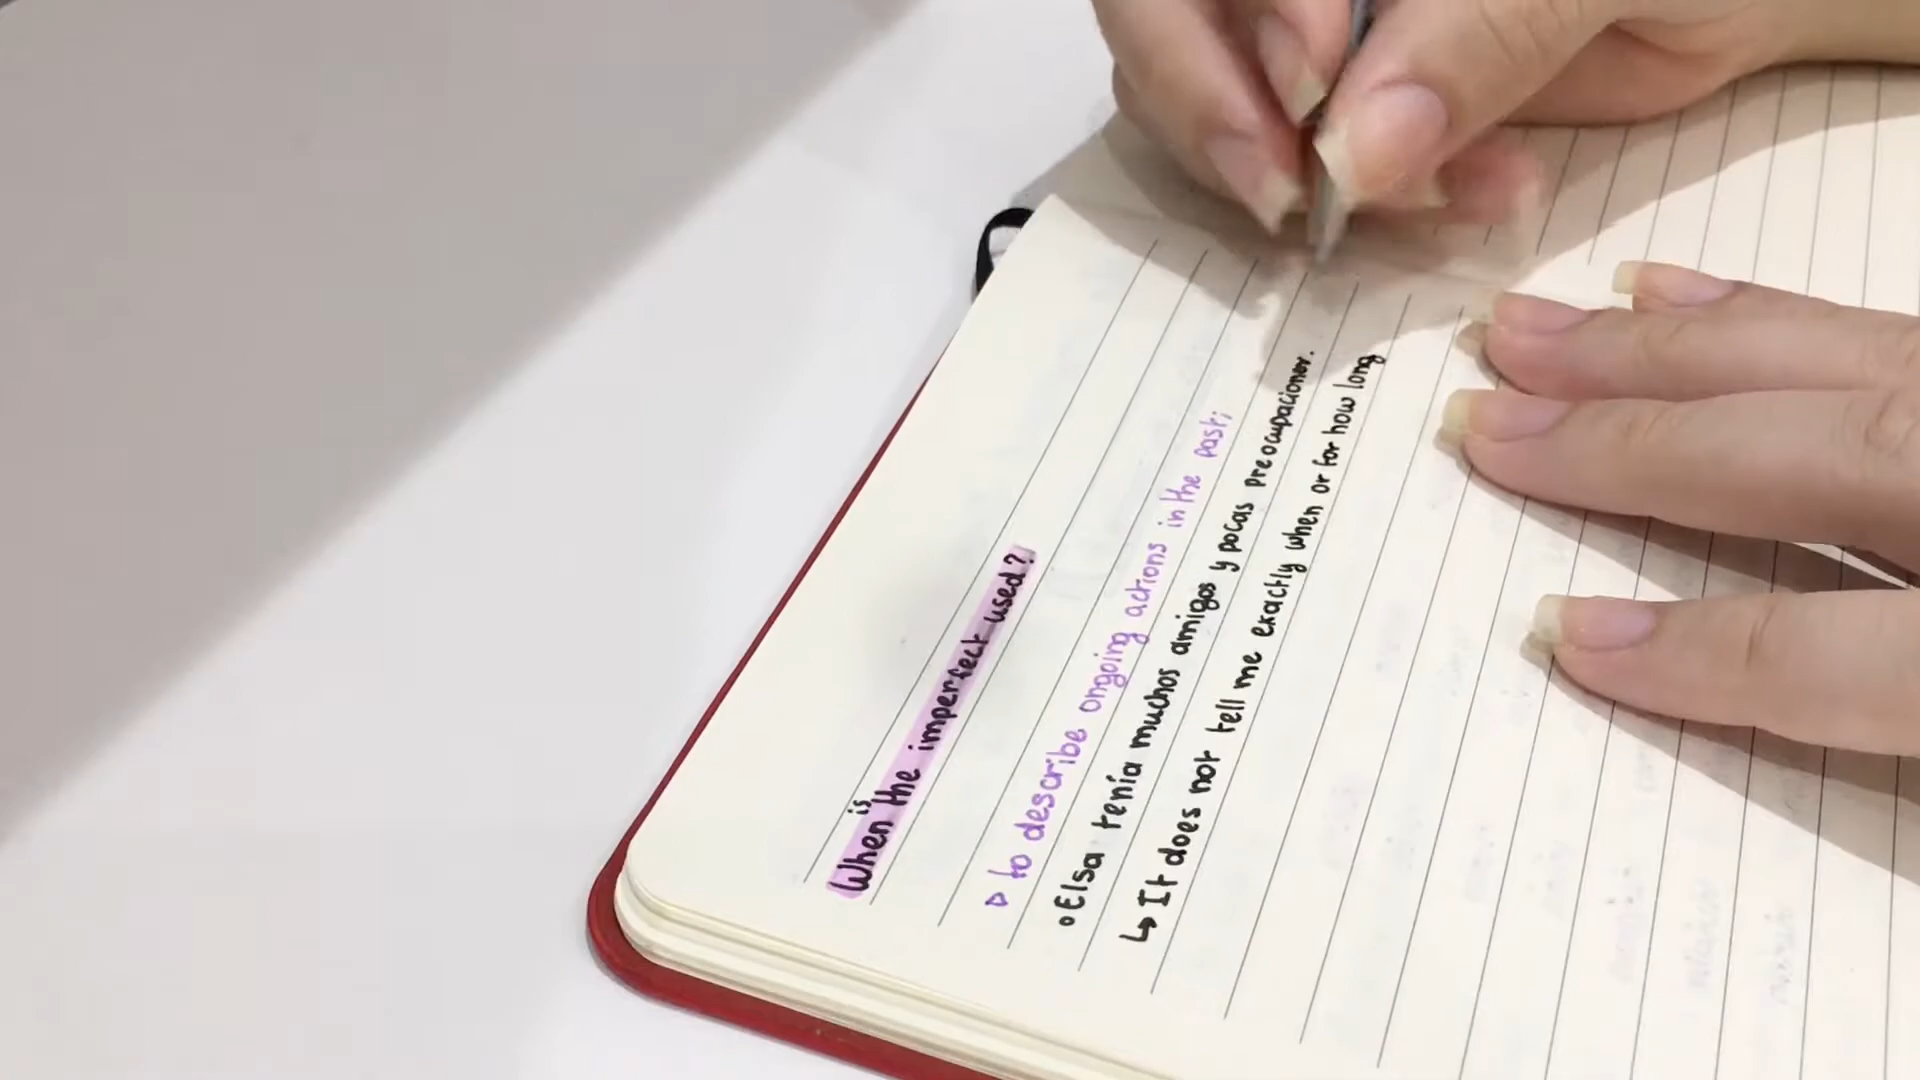 When is the imperfect used?
▷ to describe ongoing actions in the past;
• Elsa tenía muchos amigos y pocas preocupaciones.
↳ It does not tell me exactly when or for how long